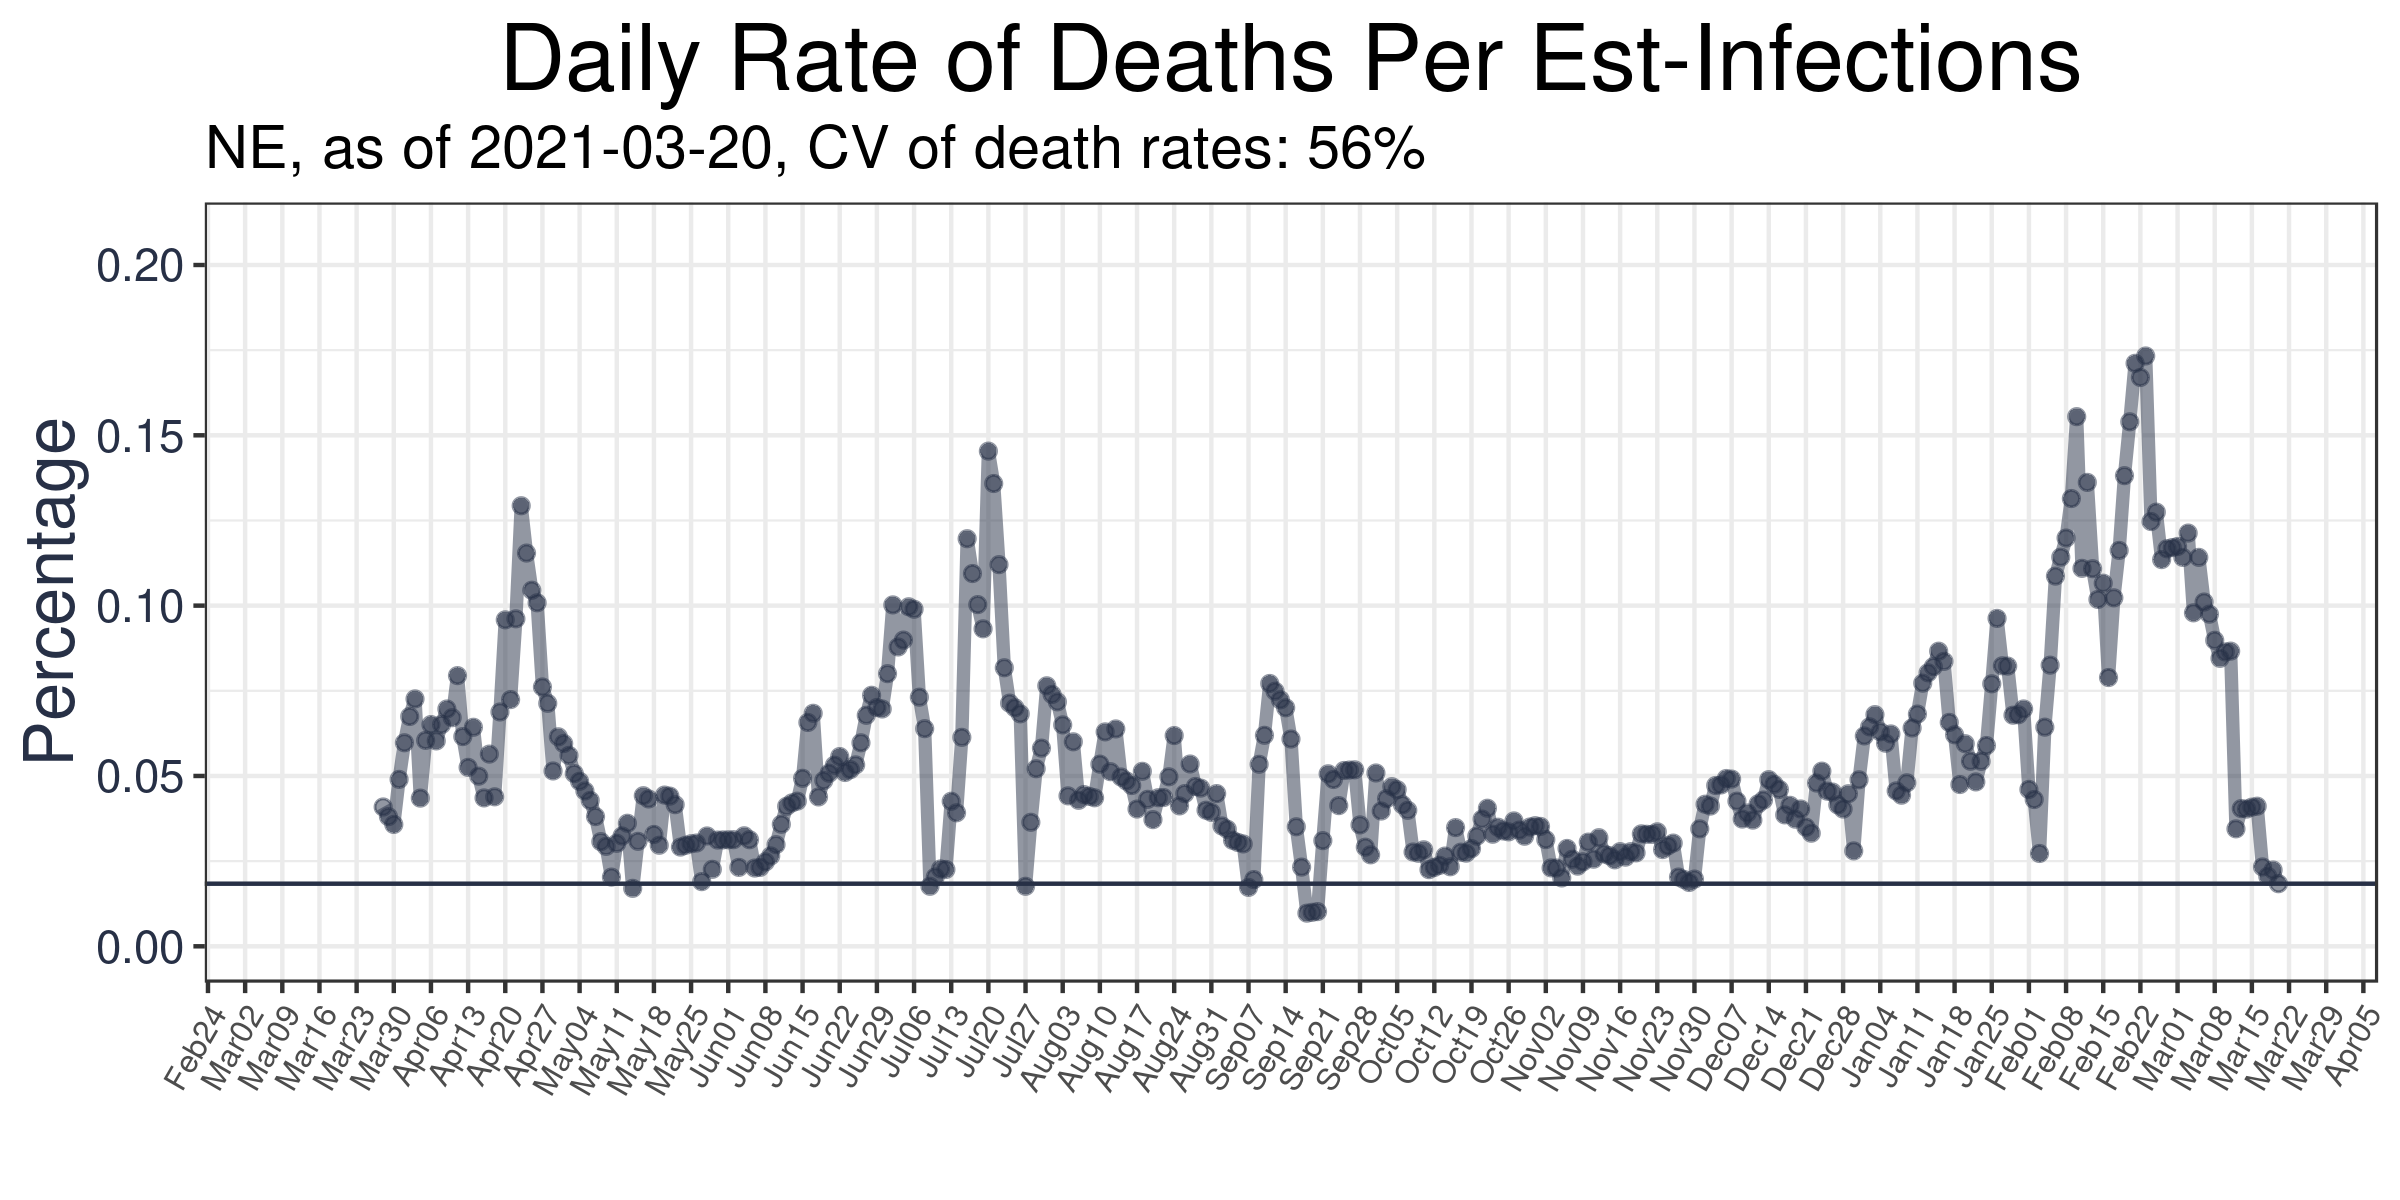 Daily Rate of Deaths Per Est-Infections
NE, as of 2021-03-20, CV of death rates: 56%
Percentage
0.20
0.15
0.10
0.05
0.00
Feb24 Mar02 Mar09 Mar16 Mar23 Mar30 Apr06 Apr13 Apr20 Apr27 May04 May11 May18 May25 Jun01 Jun08 Jun15 Jun22 Jun29 Jul06 Jul13 Jul20 Jul27 Aug03 Aug10 Aug17 Aug24 Aug31 Sep07 Sep14 Sep21 Sep28 Oct05 Oct12 Oct19 Oct26 Nov02 Nov09 Nov16 Nov23 Nov30 Dec07 Dec14 Dec21 Dec28 Jan04 Jan11 Jan18 Jan25 Feb01 Feb08 Feb15 Feb22 Mar01 Mar08 Mar15 Mar22 Mar29 Apr05